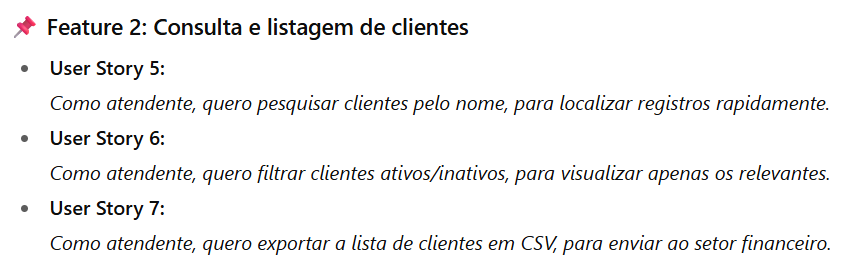 📌 Feature 2: Consulta e listagem de clientes
• User Story 5:
Como atendente, quero pesquisar clientes pelo nome, para localizar registros rapidamente.
• User Story 6:
Como atendente, quero filtrar clientes ativos/inativos, para visualizar apenas os relevantes.
• User Story 7:
Como atendente, quero exportar a lista de clientes em CSV, para enviar ao setor financeiro.